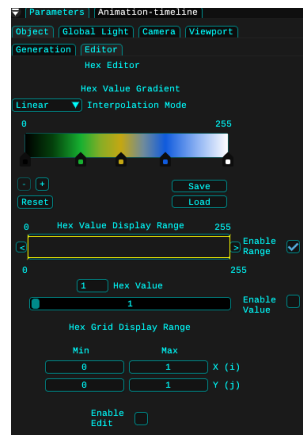 Parameters Animation-timeline
Object Global Light Camera Viewport
Generation Editor
Hex Editor
Hex Value Gradient
Linear Interpolation Mode
0 255
- +
Save
Reset Load
0 Hex Value Display Range 255
< > Enable
Range
0 255
1 Hex Value
1 Enable
Value
Hex Grid Display Range
Min Max
0 1 X (i)
0 1 Y (j)
Enable
Edit